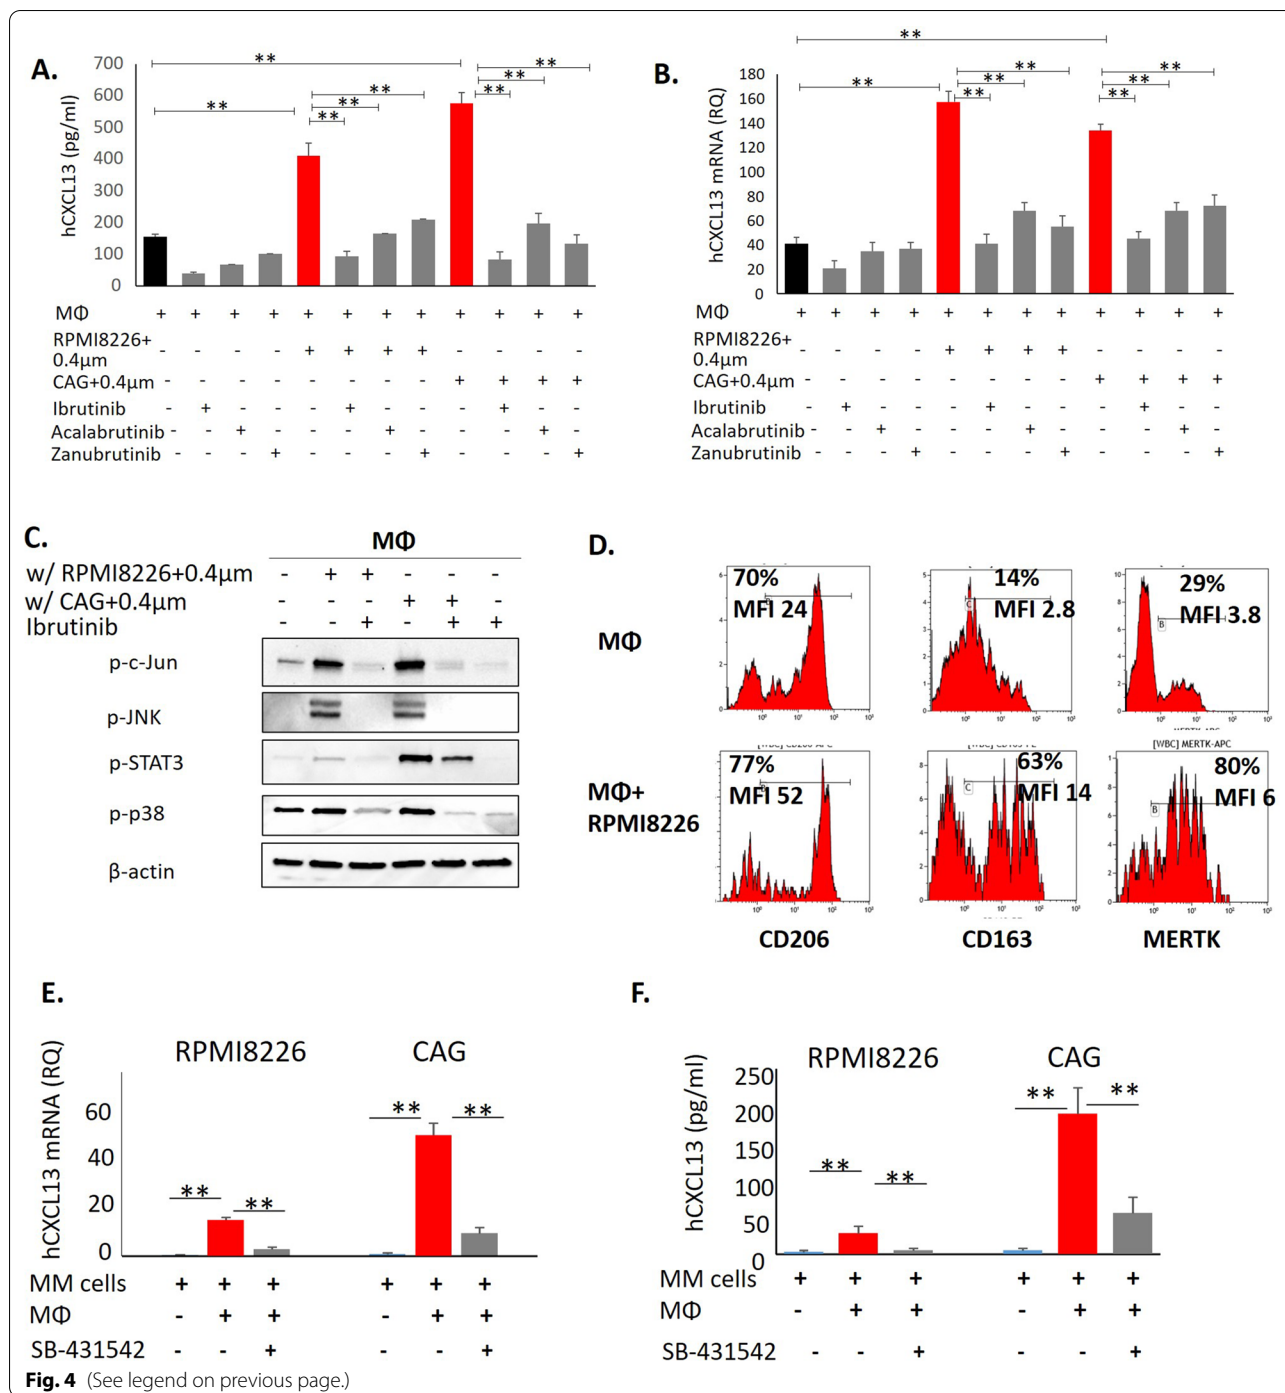 A.
hCXCL13 (pg/ml)
700
600
500
400
300
200
100
0
** ** ** ** ** ** ** **
MΦ + + + + + + + + + + + +
RPMI8226+
0.4µm - - - - + + + + - - - -
CAG+0.4µm - - - - - - - - + + + +
Ibrutinib - + - - - + - - - + - -
Acalabrutinib - - + - - - + - - - + -
Zanubrutinib - - - + - - - + - - - +
B.
hCXCL13 mRNA (RQ)
180
160
140
120
100
80
60
40
20
0
** ** ** ** ** ** ** **
MΦ + + + + + + + + + + + +
RPMI8226+
0.4µm - - - - + + + + - - - -
CAG+0.4µm - - - - - - - - + + + +
Ibrutinib - + - - - + - - - + - -
Acalabrutinib - - + - - - + - - - + -
Zanubrutinib - - - + - - - + - - - +
C.
MΦ
w/ RPMI8226+0.4µm - + + - - -
w/ CAG+0.4µm - - - + + -
Ibrutinib - - + - + +
p-c-Jun
p-JNK
p-STAT3
p-p38
β-actin
D.
MΦ
70%
MFI 24
14%
MFI 2.8
29%
MFI 3.8
MΦ+
RPMI8226
77%
MFI 52
63%
MFI 14
[WBC] MERTK-APC
80%
MFI 6
CD206 CD163 MERTK
E.
hCXCL13 mRNA (RQ)
RPMI8226 CAG
60
40
20
0
** ** ** **
MM cells + + + + + +
MΦ - + + - + +
SB-431542 - - + - - +
F.
hCXCL13 (pg/ml)
RPMI8226 CAG
250
200
150
100
50
0
** ** ** **
MM cells + + + + + +
MΦ - + + - + +
SB-431542 - - + - - +
Fig. 4 (See legend on previous page.)